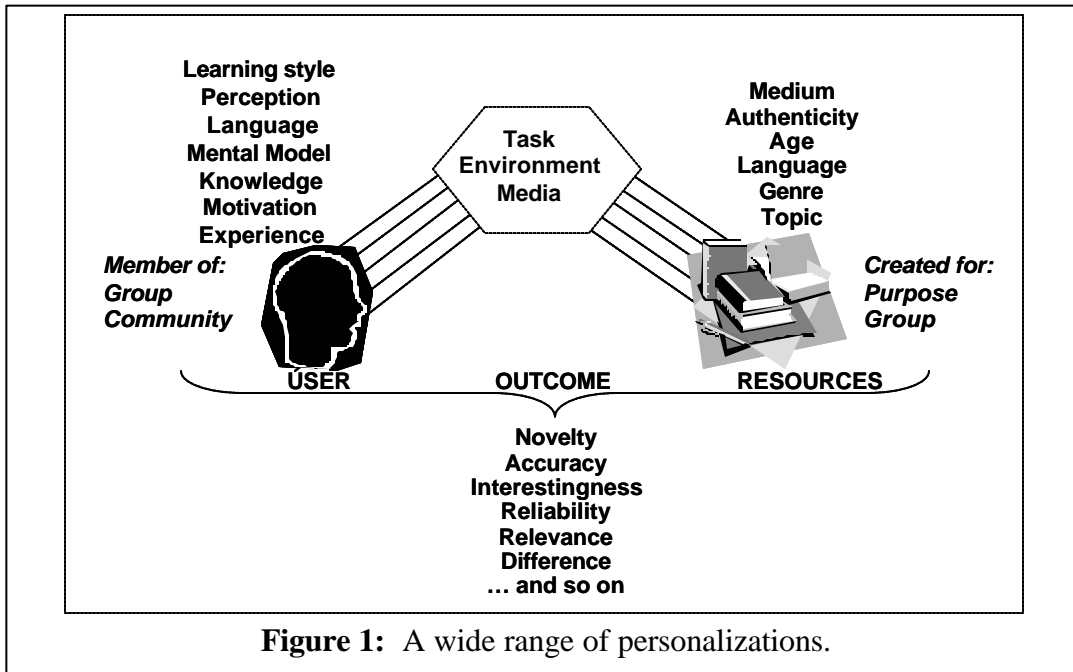 Learning style
Perception
Language
Mental Model
Knowledge
Motivation
Experience
Member of:
Group
Community
Task
Environment
Media
Medium
Authenticity
Age
Language
Genre
Topic
Created for:
Purpose
Group
USER OUTCOME RESOURCES
Novelty
Accuracy
Interestingness
Reliability
Relevance
Difference
… and so on
Figure 1: A wide range of personalizations.